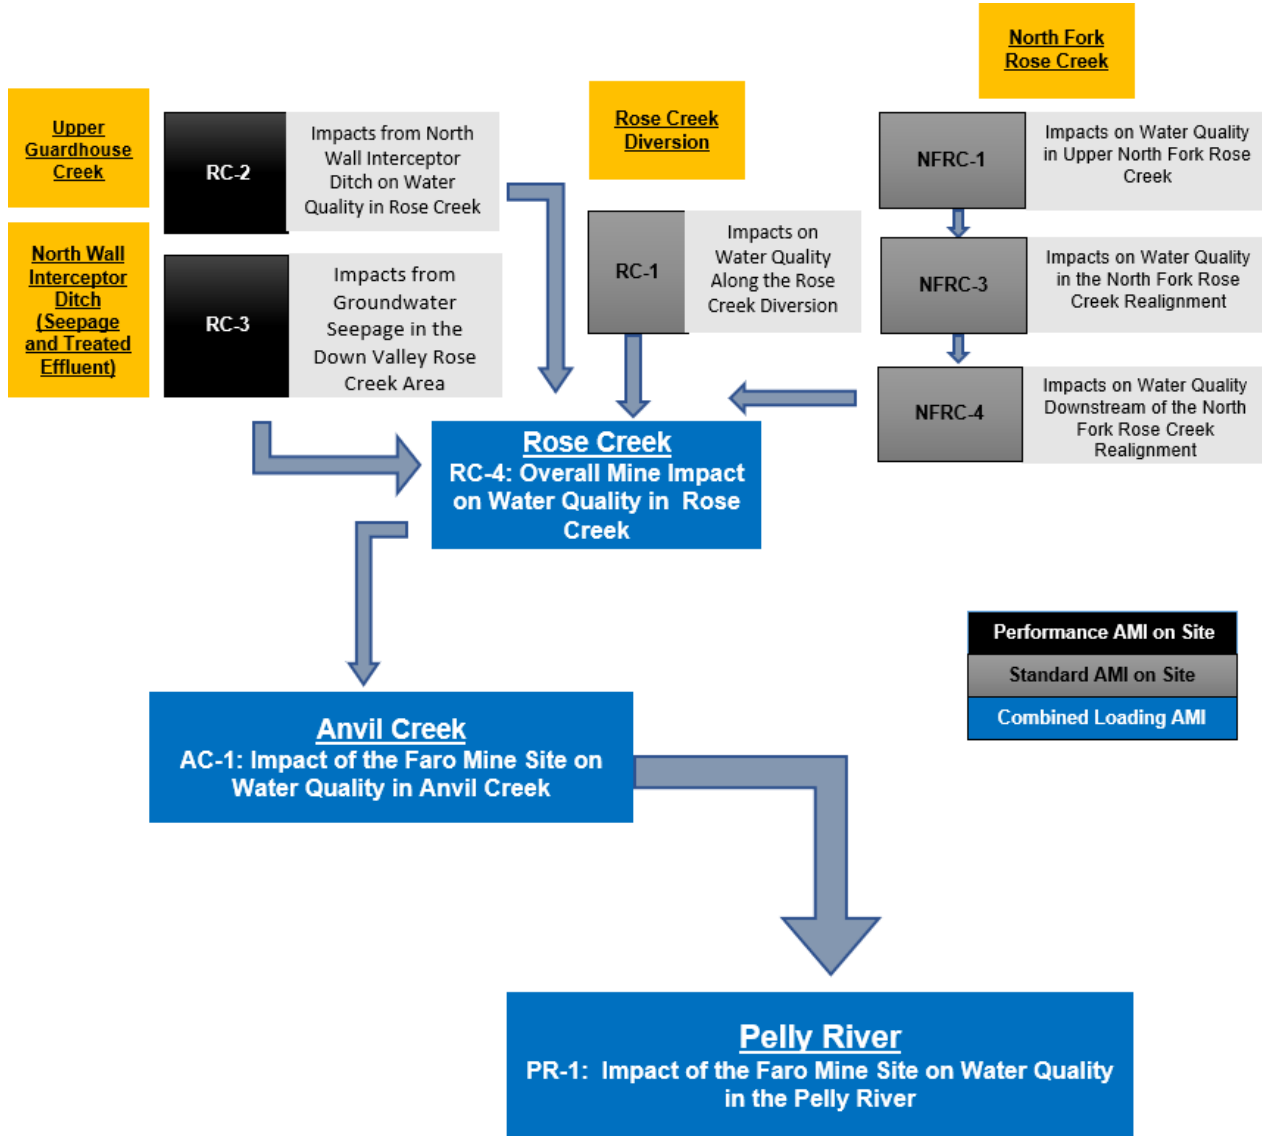 North Fork
Rose Creek
Upper
Guardhouse
Creek
RC-2
Impacts from North
Wall Interceptor
Ditch on Water
Quality in Rose Creek
North Wall
Interceptor
Ditch
(Seepage
and Treated
Effluent)
RC-3
Impacts from
Groundwater
Seepage in the
Down Valley Rose
Creek Area
Rose Creek
Diversion
RC-1
Impacts on
Water Quality
Along the Rose
Creek Diversion
NFRC-1
Impacts on Water Quality
in Upper North Fork Rose
Creek
NFRC-3
Impacts on Water Quality
in the North Fork Rose
Creek Realignment
NFRC-4
Impacts on Water Quality
Downstream of the North
Fork Rose Creek
Realignment
Rose Creek
RC-4: Overall Mine Impact
on Water Quality in Rose
Creek
Performance AMI on Site
Standard AMI on Site
Combined Loading AMI
Anvil Creek
AC-1: Impact of the Faro Mine Site on
Water Quality in Anvil Creek
Pelly River
PR-1: Impact of the Faro Mine Site on Water Quality
in the Pelly River